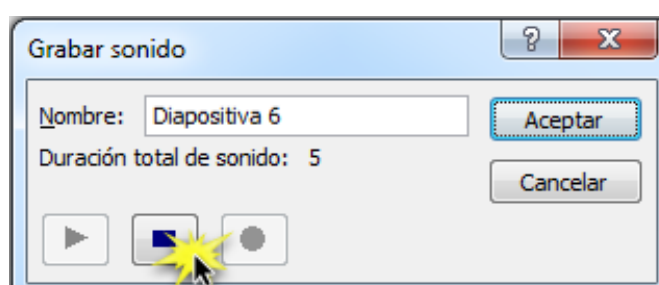 Grabar sonido
Nombre: Diapositiva 6
Aceptar
Duración total de sonido: 5
Cancelar